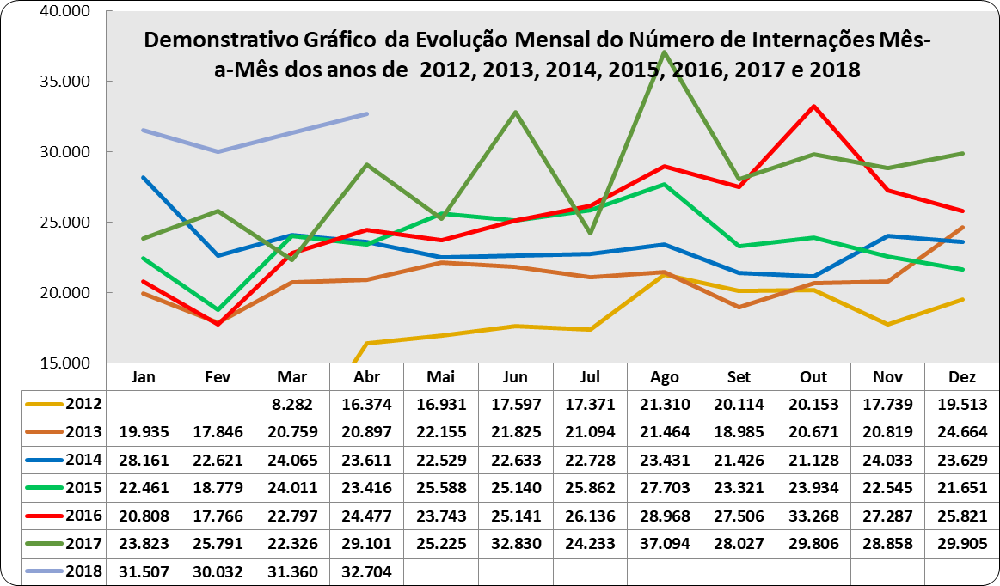 Demonstrativo Gráfico da Evolução Mensal do Número de Internações Mês-
a-Mês dos anos de 2012, 2013, 2014, 2015, 2016, 2017 e 2018
40.000
35.000
30.000
25.000
20.000
15.000
Jan Fev Mar Abr Mai Jun Jul Ago Set Out Nov Dez
2012 8.282 16.374 16.931 17.597 17.371 21.310 20.114 20.153 17.739 19.513
2013 19.935 17.846 20.759 20.897 22.155 21.825 21.094 21.464 18.985 20.671 20.819 24.664
2014 28.161 22.621 24.065 23.611 22.529 22.633 22.728 23.431 21.426 21.128 24.033 23.629
2015 22.461 18.779 24.011 23.416 25.588 25.140 25.862 27.703 23.321 23.934 22.545 21.651
2016 20.808 17.766 22.797 24.477 23.743 25.141 26.136 28.968 27.506 33.268 27.287 25.821
2017 23.823 25.791 22.326 29.101 25.225 32.830 24.233 37.094 28.027 29.806 28.858 29.905
2018 31.507 30.032 31.360 32.704